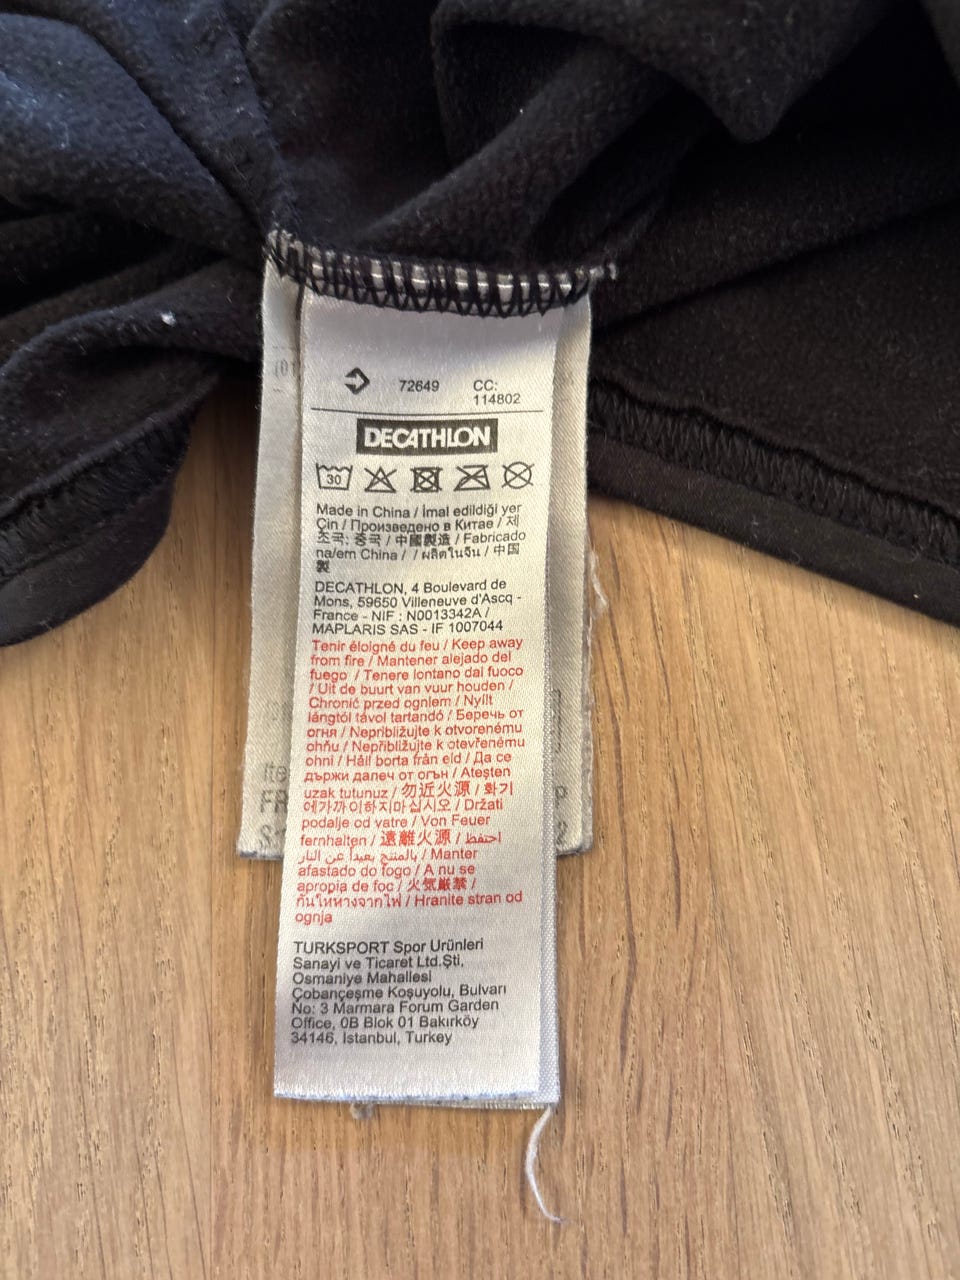 72649 CC:
114802
DECATHLON
30
Made in China / İmal edildiği yer
Çin / Произведено в Китае / 제
조국: 중국 / 中國製造 / Fabricado
na/em China / / ผลิตในจีน / 中国
製
DECATHLON, 4 Boulevard de
Mons, 59650 Villeneuve d'Ascq -
France - NIF : N0013342A /
MAPLARIS SAS - IF 1007044
Tenir éloigné du feu / Keep away
from fire / Mantener alejado del
fuego / Tenere lontano dal fuoco
/ Uit de buurt van vuur houden /
Chronić przed ogniem / Nyílt
lángtól távol tartandó / Беречь от
огня / Nepribližujte k otvorenému
ohňu / Nepřibližujte k otevřenému
ohni / Håll borta från eld / Да се
държи далеч от огън / Ateşten
uzak tutunuz / 勿近火源 / 화기
에가까이하지마십시오 / Držati
podalje od vatre / Von Feuer
fernhalten / 遠離火源 / احتفظ
بالمنتج بعيداً عن النار / Manter
afastado do fogo / A nu se
apropia de foc / 火気厳禁 /
กันให้ห่างจากไฟ / Hranite stran od
ognja
TURKSPORT Spor Ürünleri
Sanayi ve Ticaret Ltd.Şti,
Osmaniye Mahallesi
Çobançeşme Koşuyolu, Bulvarı
No: 3 Marmara Forum Garden
Office, 0B Blok 01 Bakırköy
34146, Istanbul, Turkey